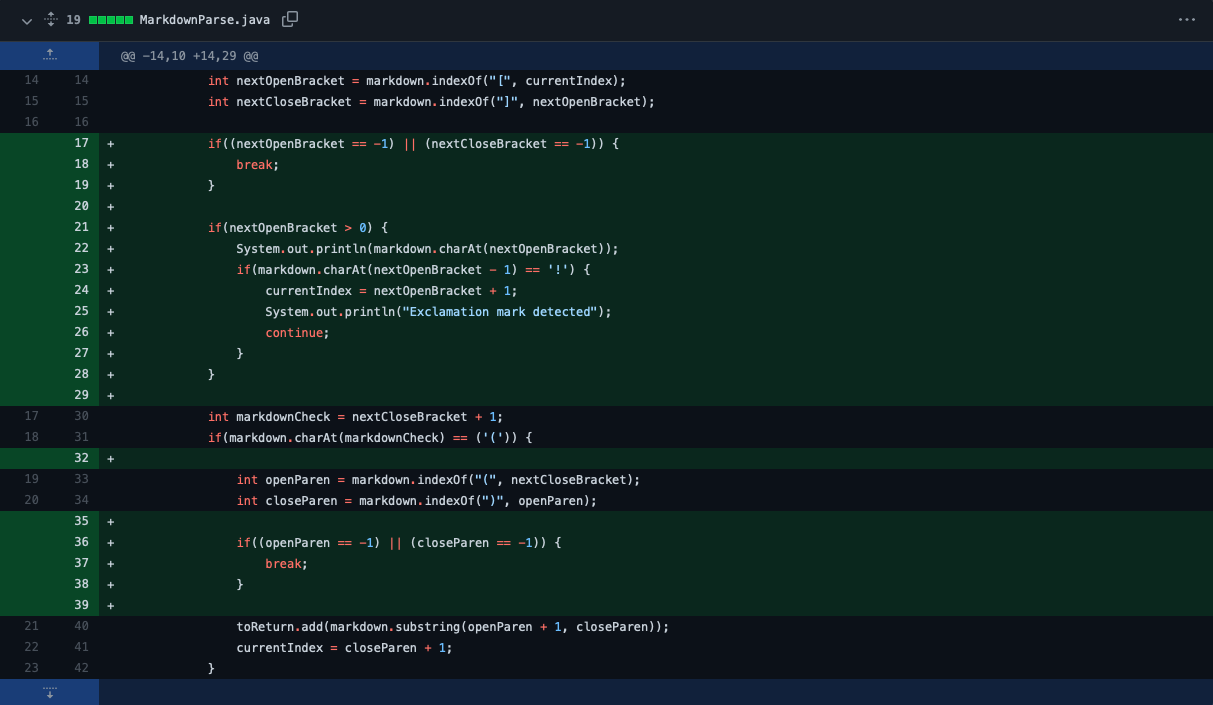 19 MarkdownParse.java
@@ -14,10 +14,29 @@
14 14 int nextOpenBracket = markdown.indexOf("[", currentIndex);
15 15 int nextCloseBracket = markdown.indexOf("]", nextOpenBracket);
16 16
17 + if((nextOpenBracket == -1) || (nextCloseBracket == -1)) {
18 + break;
19 + }
20 +
21 + if(nextOpenBracket > 0) {
22 + System.out.println(markdown.charAt(nextOpenBracket));
23 + if(markdown.charAt(nextOpenBracket - 1) == '!') {
24 + currentIndex = nextOpenBracket + 1;
25 + System.out.println("Exclamation mark detected");
26 + continue;
27 + }
28 + }
29 +
17 30 int markdownCheck = nextCloseBracket + 1;
18 31 if(markdown.charAt(markdownCheck) == ('(')) {
32 +
19 33 int openParen = markdown.indexOf("(", nextCloseBracket);
20 34 int closeParen = markdown.indexOf(")", openParen);
35 +
36 + if((openParen == -1) || (closeParen == -1)) {
37 + break;
38 + }
39 +
21 40 toReturn.add(markdown.substring(openParen + 1, closeParen));
22 41 currentIndex = closeParen + 1;
23 42 }